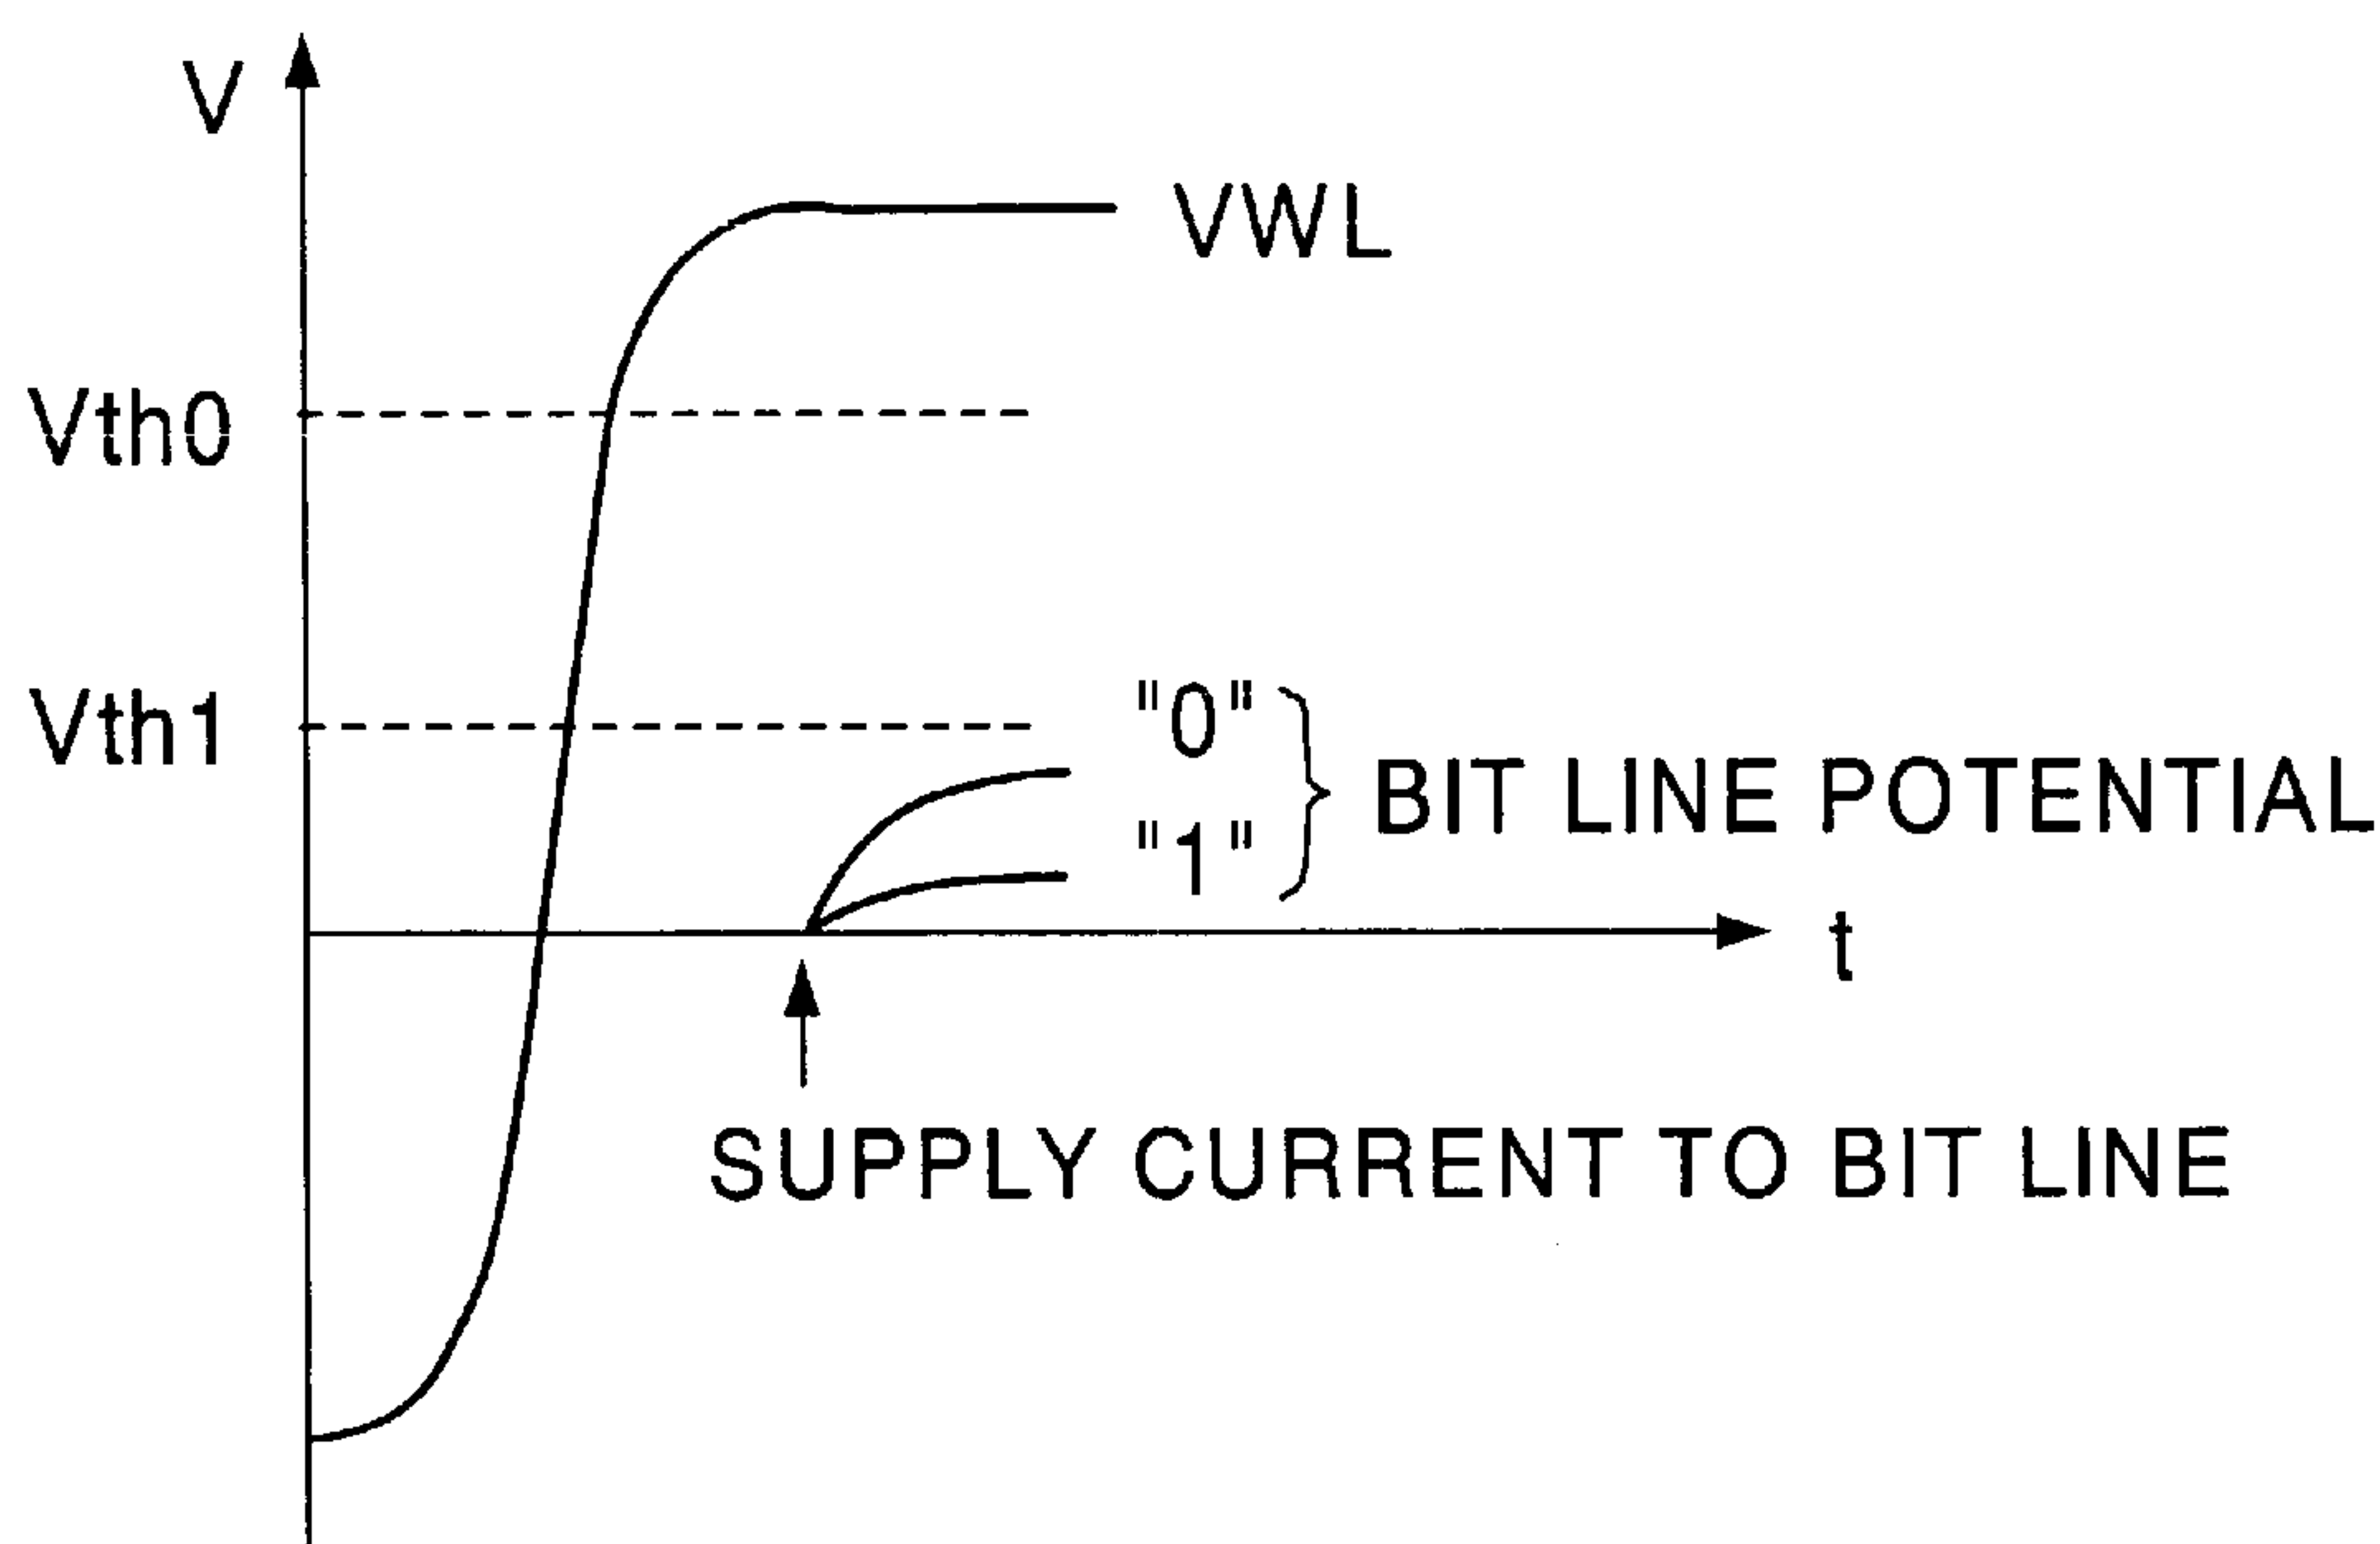 V
VWL
Vth0
Vth1
"0"
"1"
BIT LINE POTENTIAL
t
SUPPLY CURRENT TO BIT LINE